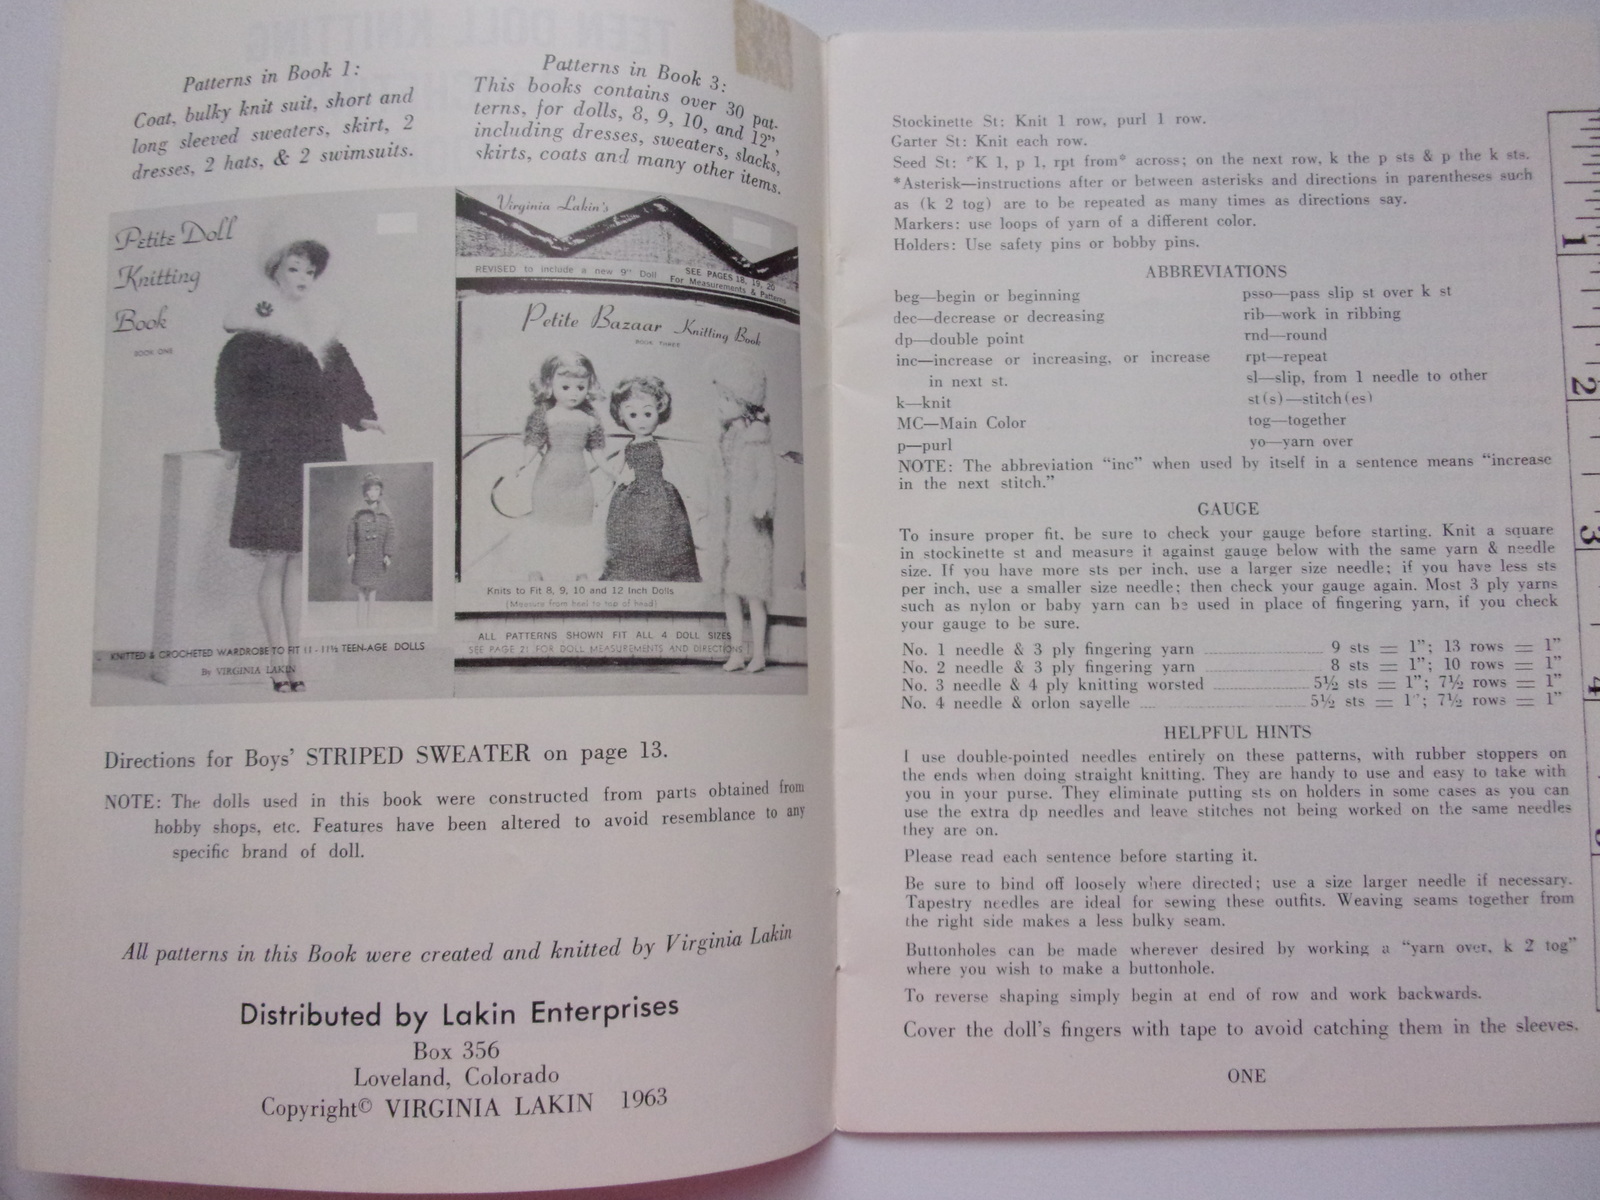 Patterns in Book 1:
Coat, bulky knit suit, short and
long sleeved sweaters, skirt, 2
dresses, 2 hats, & 2 swimsuits.
Patterns in Book 3:
This books contains over 30 pat-
terns, for dolls, 8, 9, 10, and 12",
including dresses, sweaters, slacks,
skirts, coats and many other items.
Petite Doll
Knitting
Book
BOOK ONE
KNITTED & CROCHETED WARDROBE TO FIT 11 - 11½ TEEN-AGE DOLLS
By VIRGINIA LAKIN
Virginia Lakin's
REVISED to include a new 9" Doll
SEE PAGES 18, 19, 20
For Measurements & Patterns
Petite Bazaar Knitting Book
BOOK THREE
Knits to Fit 8, 9, 10 and 12 Inch Dolls
(Measure from heel to top of head)
ALL PATTERNS SHOWN FIT ALL 4 DOLL SIZES
SEE PAGE 21 FOR DOLL MEASUREMENTS AND DIRECTIONS
Directions for Boys' STRIPED SWEATER on page 13.
NOTE: The dolls used in this book were constructed from parts obtained from
hobby shops, etc. Features have been altered to avoid resemblance to any
specific brand of doll.
All patterns in this Book were created and knitted by Virginia Lakin
Distributed by Lakin Enterprises
Box 356
Loveland, Colorado
Copyright© VIRGINIA LAKIN 1963
Stockinette St: Knit 1 row, purl 1 row.
Garter St: Knit each row.
Seed St: *K 1, p 1, rpt from* across; on the next row, k the p sts & p the k sts.
*Asterisk—instructions after or between asterisks and directions in parentheses such
as (k 2 tog) are to be repeated as many times as directions say.
Markers: use loops of yarn of a different color.
Holders: Use safety pins or bobby pins.
ABBREVIATIONS
beg—begin or beginning
dec—decrease or decreasing
dp—double point
inc—increase or increasing, or increase
in next st.
k—knit
MC—Main Color
p—purl
psso—pass slip st over k st
rib—work in ribbing
rnd—round
rpt—repeat
sl—slip, from 1 needle to other
st(s)—stitch(es)
tog—together
yo—yarn over
NOTE: The abbreviation "inc" when used by itself in a sentence means "increase
in the next stitch."
GAUGE
To insure proper fit, be sure to check your gauge before starting. Knit a square
in stockinette st and measure it against gauge below with the same yarn & needle
size. If you have more sts per inch, use a larger size needle; if you have less sts
per inch, use a smaller size needle; then check your gauge again. Most 3 ply yarns
such as nylon or baby yarn can be used in place of fingering yarn, if you check
your gauge to be sure.
No. 1 needle & 3 ply fingering yarn 9 sts = 1"; 13 rows = 1"
No. 2 needle & 3 ply fingering yarn 8 sts = 1"; 10 rows = 1"
No. 3 needle & 4 ply knitting worsted 5½ sts = 1"; 7½ rows = 1"
No. 4 needle & orlon sayelle 5½ sts = 1"; 7½ rows = 1"
HELPFUL HINTS
I use double-pointed needles entirely on these patterns, with rubber stoppers on
the ends when doing straight knitting. They are handy to use and easy to take with
you in your purse. They eliminate putting sts on holders in some cases as you can
use the extra dp needles and leave stitches not being worked on the same needles
they are on.
Please read each sentence before starting it.
Be sure to bind off loosely where directed; use a size larger needle if necessary.
Tapestry needles are ideal for sewing these outfits. Weaving seams together from
the right side makes a less bulky seam.
Buttonholes can be made wherever desired by working a "yarn over, k 2 tog"
where you wish to make a buttonhole.
To reverse shaping simply begin at end of row and work backwards.
Cover the doll's fingers with tape to avoid catching them in the sleeves.
ONE
1
2
3
4